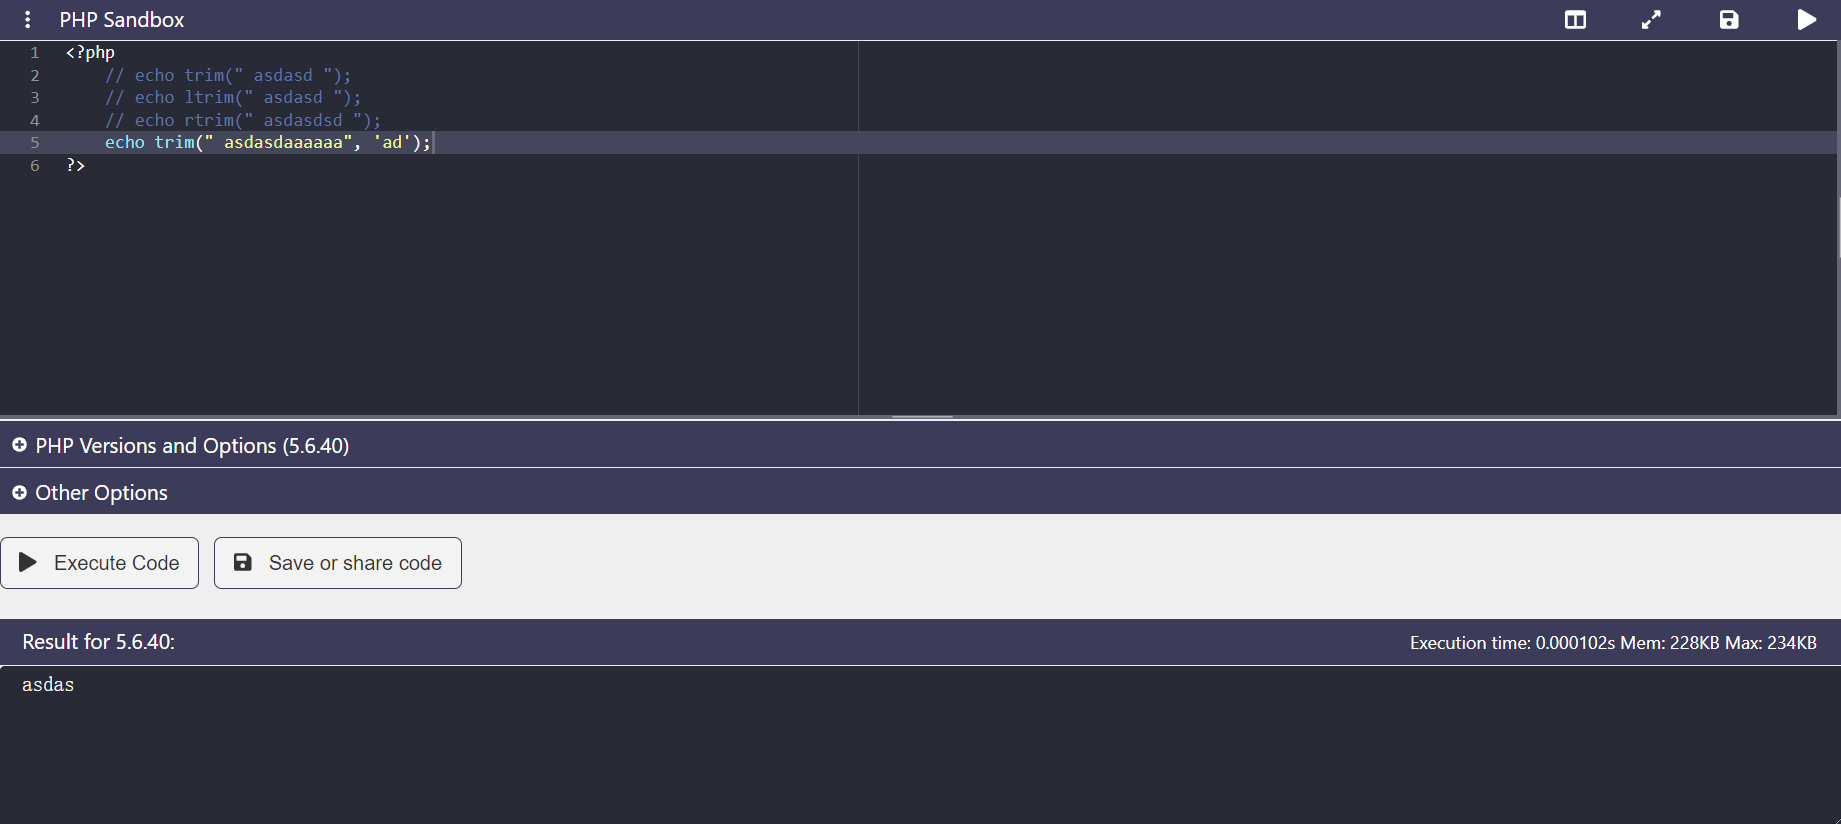 PHP Sandbox
1 <?php
2 // echo trim(" asdasd ");
3 // echo ltrim(" asdasd ");
4 // echo rtrim(" asdasdsd ");
5 echo trim(" asdasdaaaaaa", 'ad');
6 ?>
PHP Versions and Options (5.6.40)
Other Options
Execute Code Save or share code
Result for 5.6.40: Execution time: 0.000102s Mem: 228KB Max: 234KB
asdas